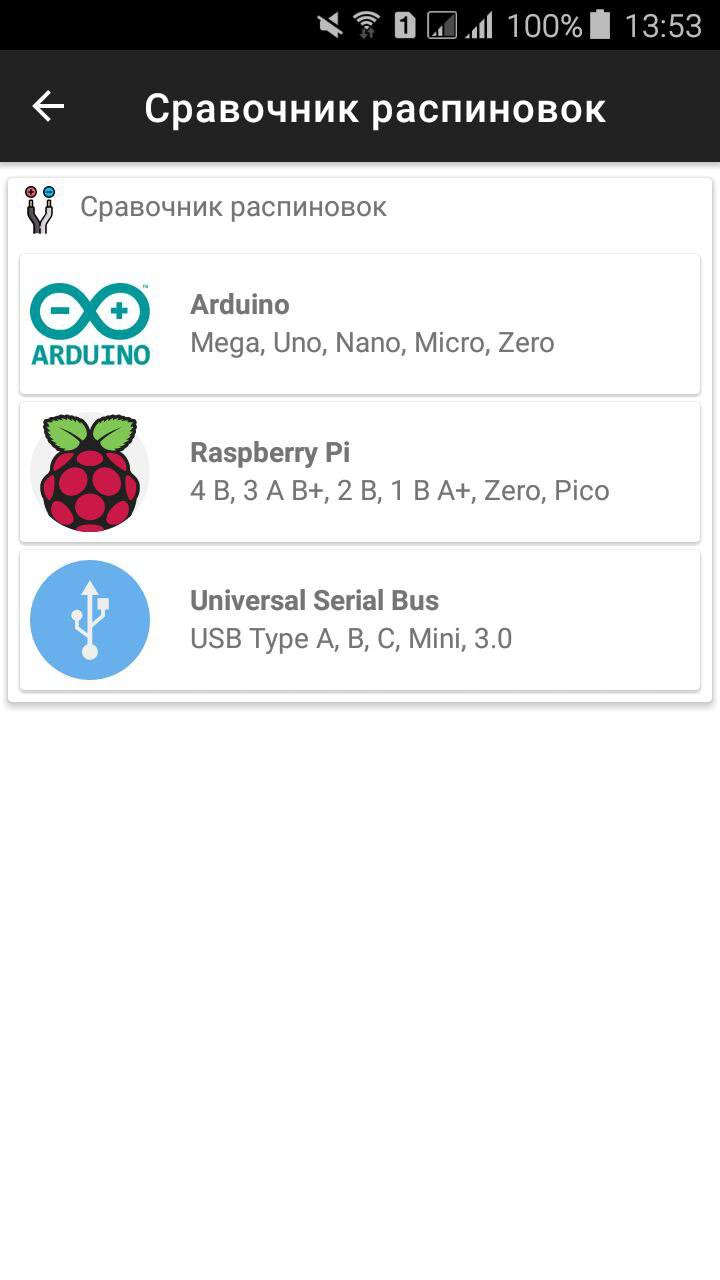 1 100% 13:53
Справочник распиновок
Справочник распиновок
ARDUINO
Arduino
Mega, Uno, Nano, Micro, Zero
Raspberry Pi
4 B, 3 A B+, 2 B, 1 B A+, Zero, Pico
Universal Serial Bus
USB Type A, B, C, Mini, 3.0